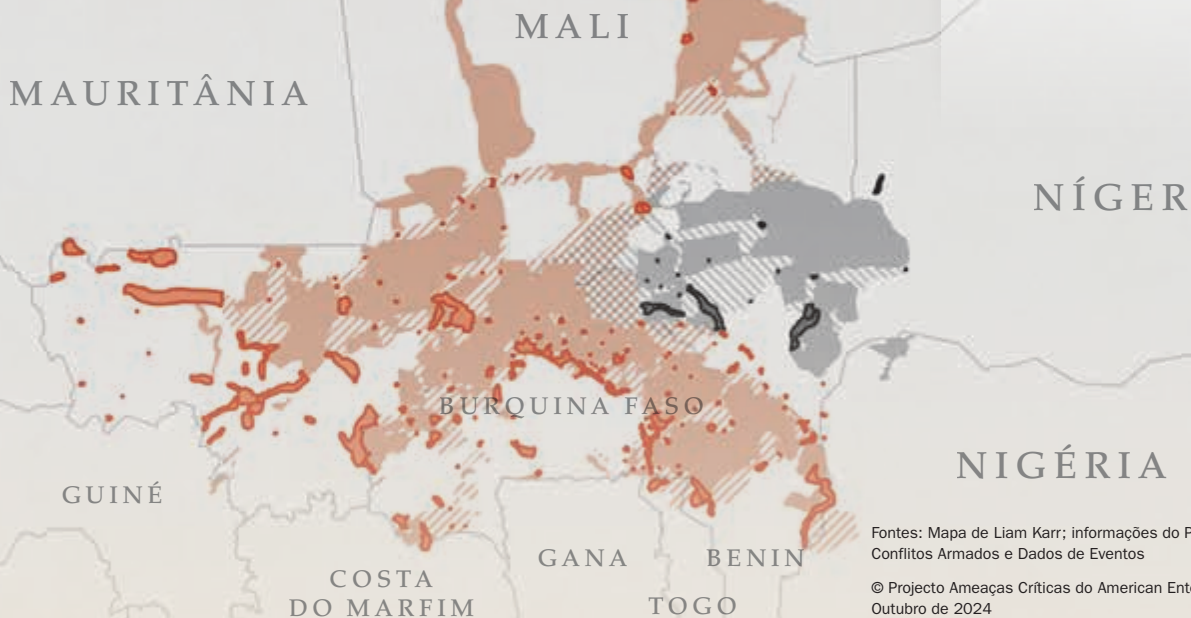 MALI
MAURITÂNIA
NÍGER
BURQUINA FASO
NIGÉRIA
GUINÉ
GANA
BENIN
COSTA
DO MARFIM
TOGO
Fontes: Mapa de Liam Karr; informações do P
Conflitos Armados e Dados de Eventos
© Projecto Ameaças Críticas do American Ent
Outubro de 2024